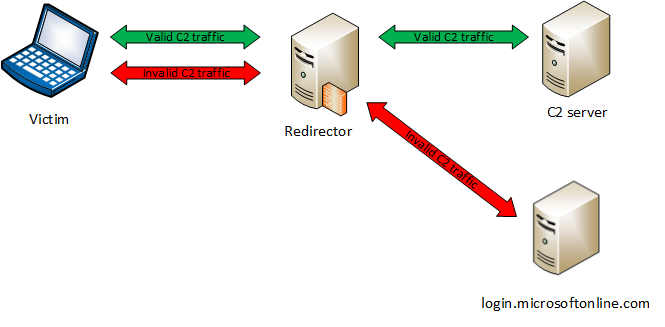 Valid C2 traffic
Valid C2 traffic
Invalid C2 traffic
Victim
Redirector
C2 server
Invalid C2 traffic
login.microsoftonline.com